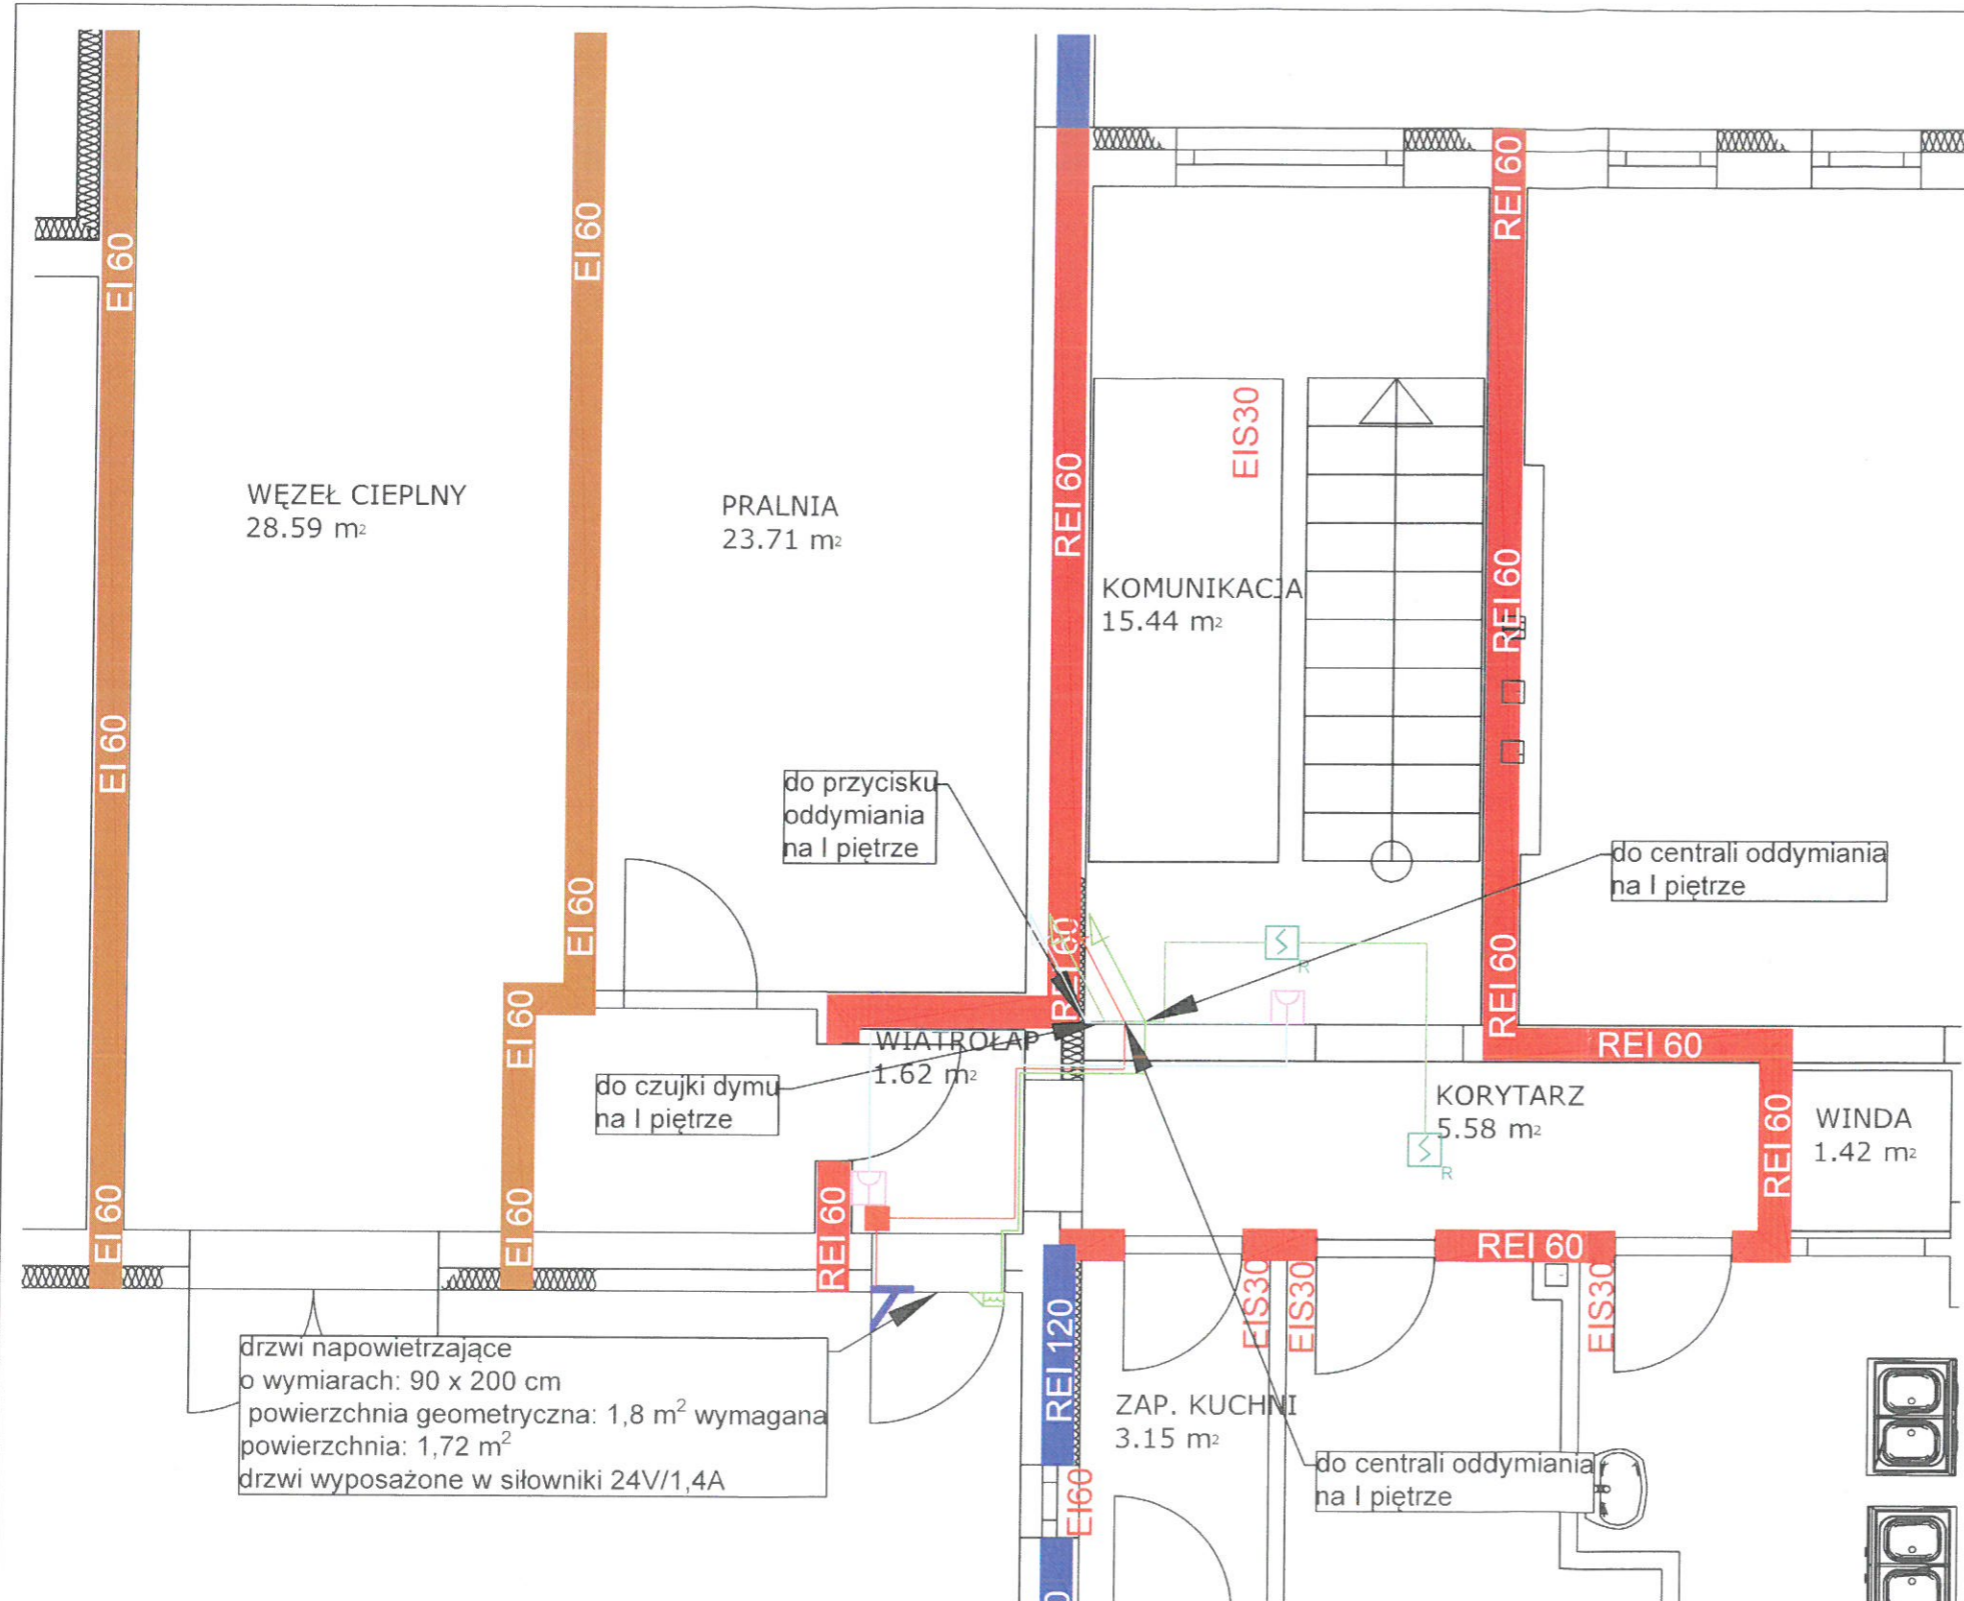 REI 60
EI 60
EI 60
EIS30
REI 60
WĘZEŁ CIEPLNY
28.59 m²
PRALNIA
23.71 m²
KOMUNIKACJA
15.44 m²
REI 60
EI 60
do przycisku
oddymiania
na I piętrze
do centrali oddymiania
na I piętrze
EI 60
REI 60
REI 60
R
EI 60
WIATROŁAP
1.62 m²
REI 60
do czujki dymu
na I piętrze
KORYTARZ
5.58 m²
R
REI 60
WINDA
1.42 m²
EI 60
EI 60
REI 60
REI 60
EIS30
EIS30
EIS30
drzwi napowietrzające
o wymiarach: 90 x 200 cm
powierzchnia geometryczna: 1,8 m² wymagana
powierzchnia: 1,72 m²
drzwi wyposażone w siłowniki 24V/1,4A
REI 120
ZAP. KUCHNI
3.15 m²
do centrali oddymiania
na I piętrze
EI60